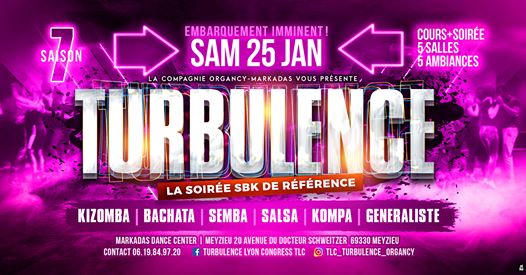 SAISON
7
EMBARQUEMENT IMMINENT !
SAM 25 JAN
COURS+SOIRÉE
5 SALLES
5 AMBIANCES
LA COMPAGNIE ORGANCY-MARKADAS VOUS PRÉSENTE
TURBULENCE
LA SOIRÉE SBK DE RÉFÉRENCE
KIZOMBA | BACHATA | SEMBA | SALSA | KOMPA | GENERALISTE
MARKADAS DANCE CENTER | MEYZIEU 20 AVENUE DU DOCTEUR SCHWEITZER 69330 MEYZIEU
CONTACT 06.19.84.97.20 TURBULENCE LYON CONGRESS TLC TLC_TURBULENCE_ORGANCY